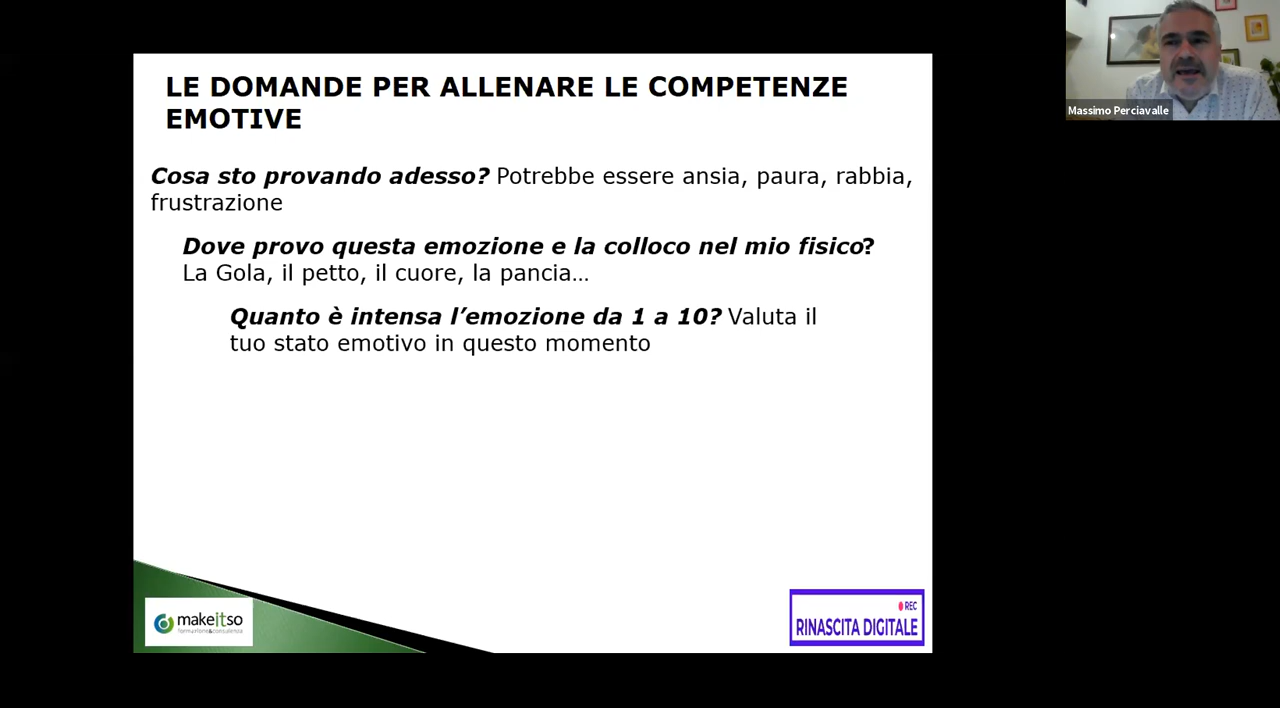 LE DOMANDE PER ALLENARE LE COMPETENZE
EMOTIVE
Cosa sto provando adesso? Potrebbe essere ansia, paura, rabbia,
frustrazione
Dove provo questa emozione e la colloco nel mio fisico?
La Gola, il petto, il cuore, la pancia…
Quanto è intensa l’emozione da 1 a 10? Valuta il
tuo stato emotivo in questo momento
makeitso
formazione&consulenza
REC
RINASCITA DIGITALE
Massimo Perciavalle